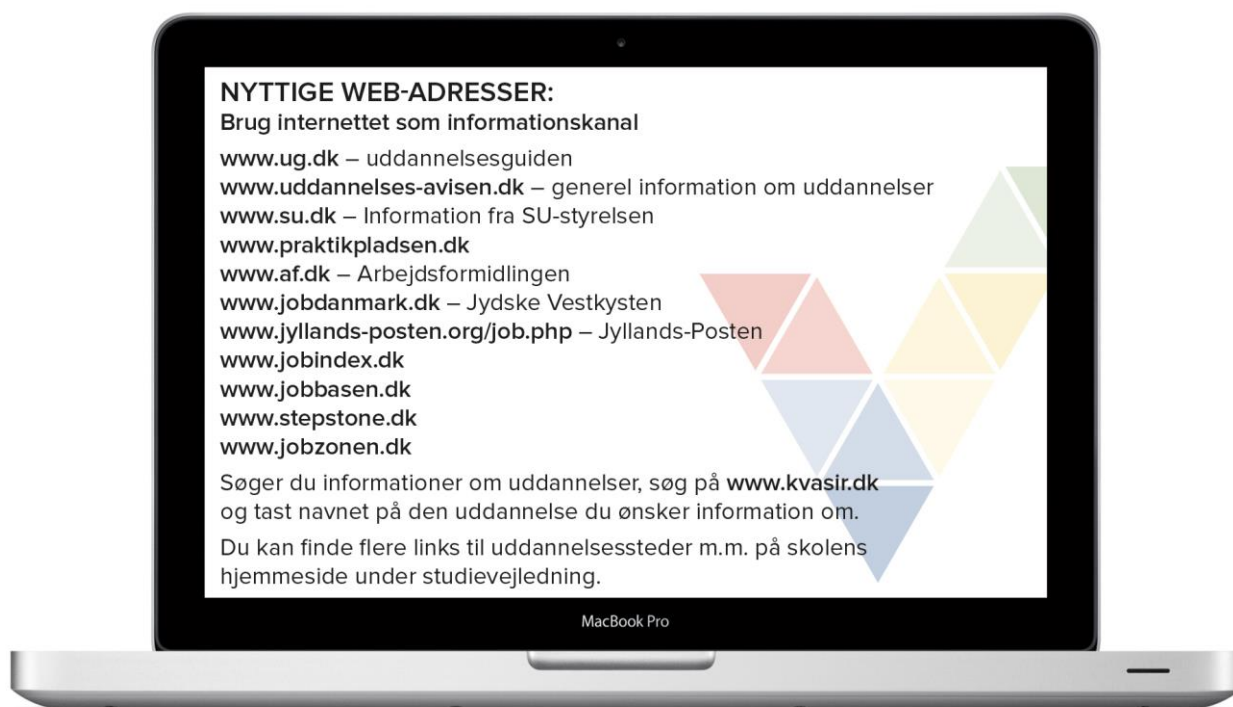 NYTTIGE WEB-ADRESSER:
Brug internettet som informationskanal
www.ug.dk – uddannelsesguiden
www.uddannelses-avisen.dk – generel information om uddannelser
www.su.dk – Information fra SU-styrelsen
www.praktikpladsen.dk
www.af.dk – Arbejdsformidlingen
www.jobdanmark.dk – Jydske Vestkysten
www.jyllands-posten.org/job.php – Jyllands-Posten
www.jobindex.dk
www.jobbasen.dk
www.stepstone.dk
www.jobzonen.dk
Søger du informationer om uddannelser, søg på www.kvasir.dk
og tast navnet på den uddannelse du ønsker information om.
Du kan finde flere links til uddannelsessteder m.m. på skolens
hjemmeside under studievejledning.
MacBook Pro